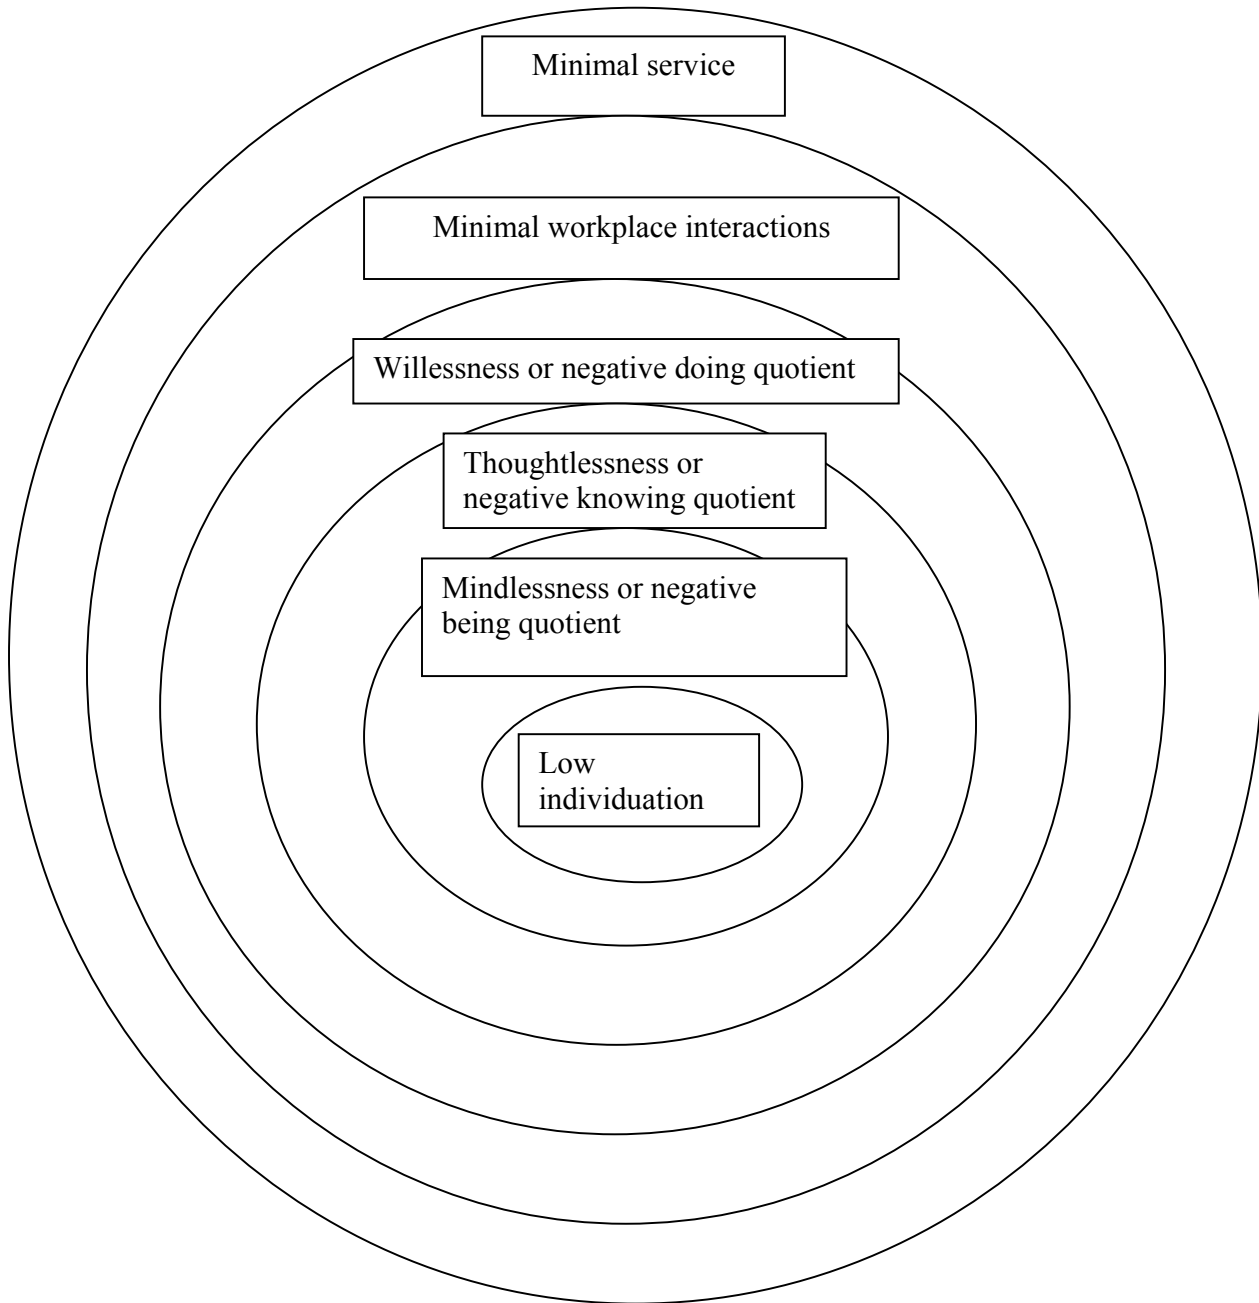 Minimal service
Minimal workplace interactions
Willessness or negative doing quotient
Thoughtlessness or
negative knowing quotient
Mindlessness or negative
being quotient
Low
individuation